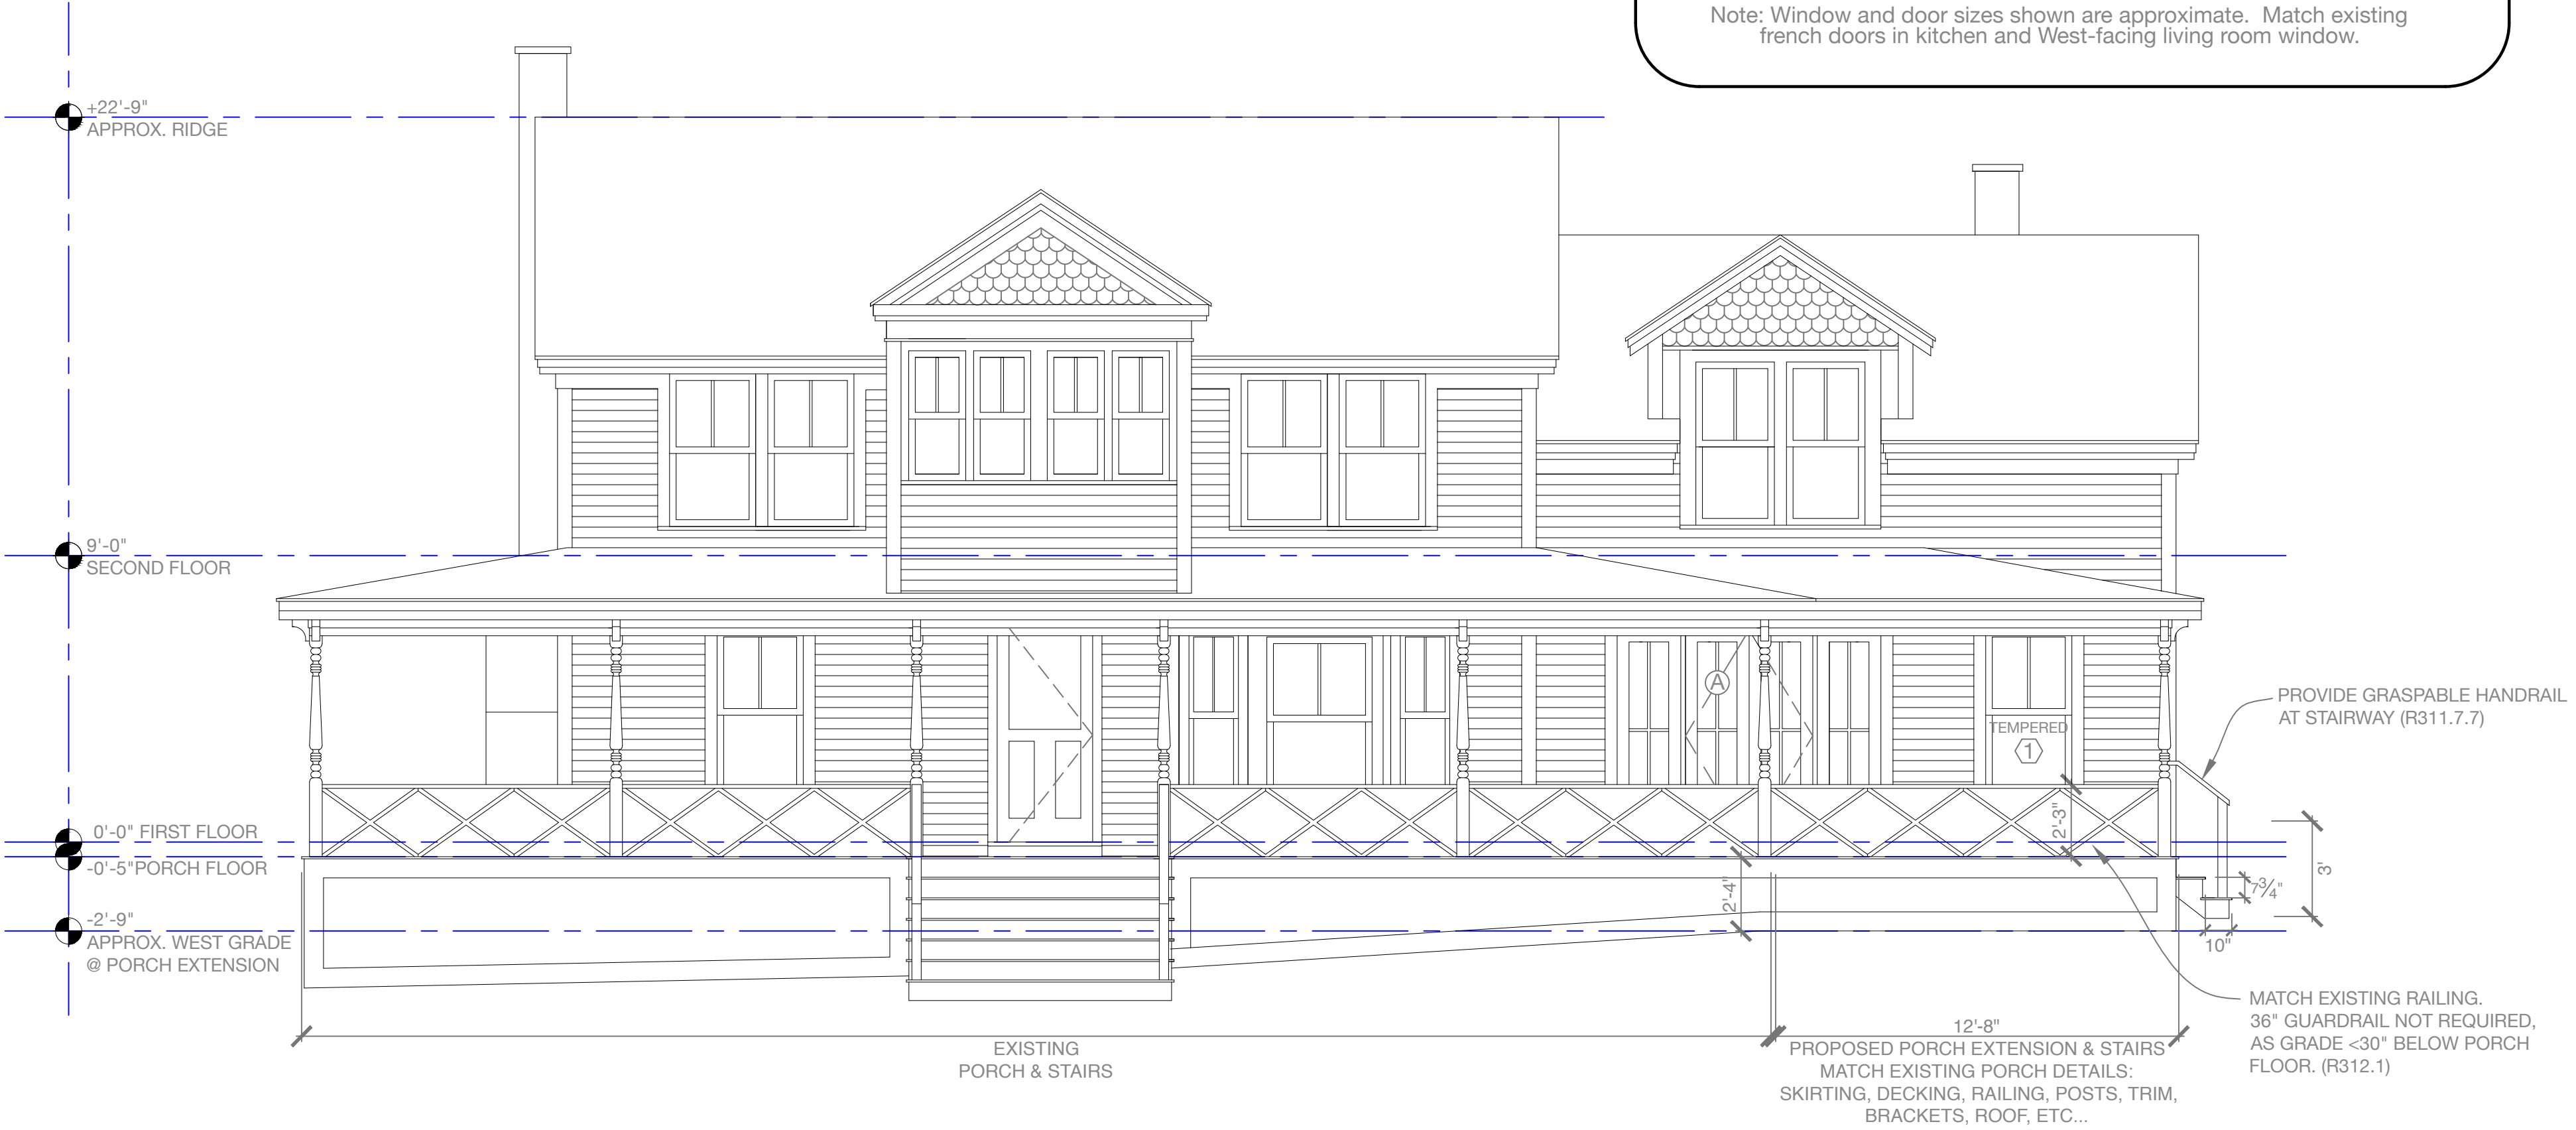 Note: Window and door sizes shown are approximate.  Match existing
french doors in kitchen and West-facing living room window.
+22'-9"
APPROX. RIDGE
9'-0"
SECOND FLOOR
0'-0" FIRST FLOOR
-0'-5"PORCH FLOOR
-2'-9"
APPROX. WEST GRADE
@ PORCH EXTENSION
A
TEMPERED
1
PROVIDE GRASPABLE HANDRAIL
AT STAIRWAY (R311.7.7)
2'-3"
2'-4"
3'
7¾"
10"
MATCH EXISTING RAILING.
36" GUARDRAIL NOT REQUIRED,
AS GRADE <30" BELOW PORCH
FLOOR. (R312.1)
EXISTING
PORCH & STAIRS
12'-8"
PROPOSED PORCH EXTENSION & STAIRS
MATCH EXISTING PORCH DETAILS:
SKIRTING, DECKING, RAILING, POSTS, TRIM,
BRACKETS, ROOF, ETC...